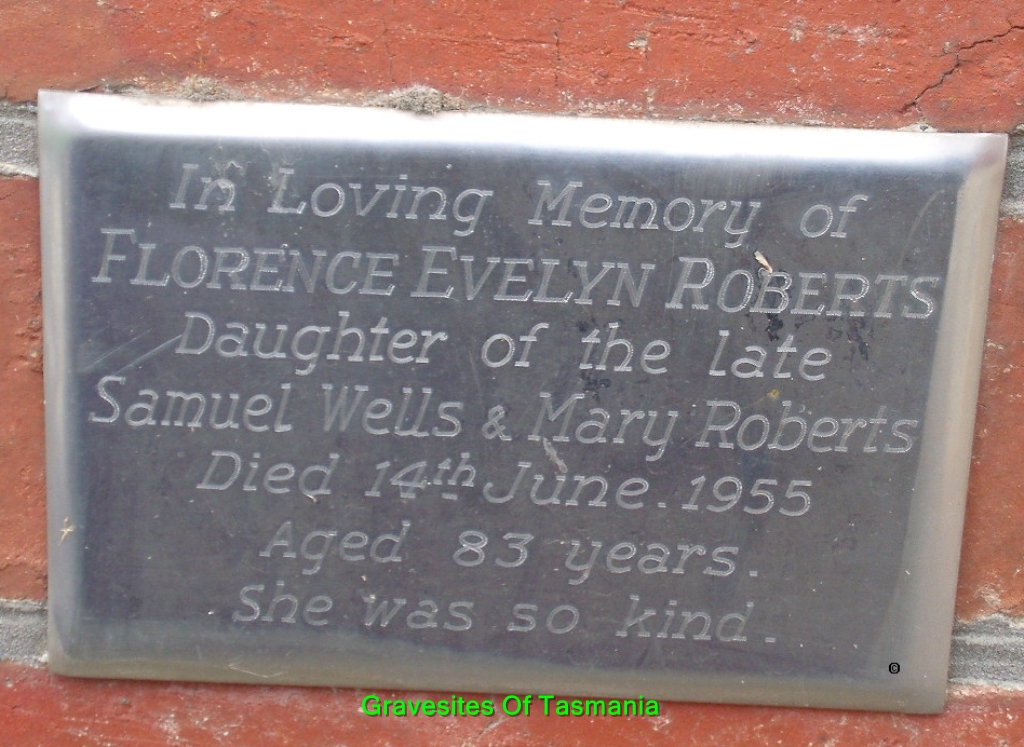 In Loving Memory of
FLORENCE EVELYN ROBERTS
Daughter of the late
Samuel Wells & Mary Roberts
Died 14th June. 1955
Aged 83 years.
She was so kind.
©
Gravesites Of Tasmania